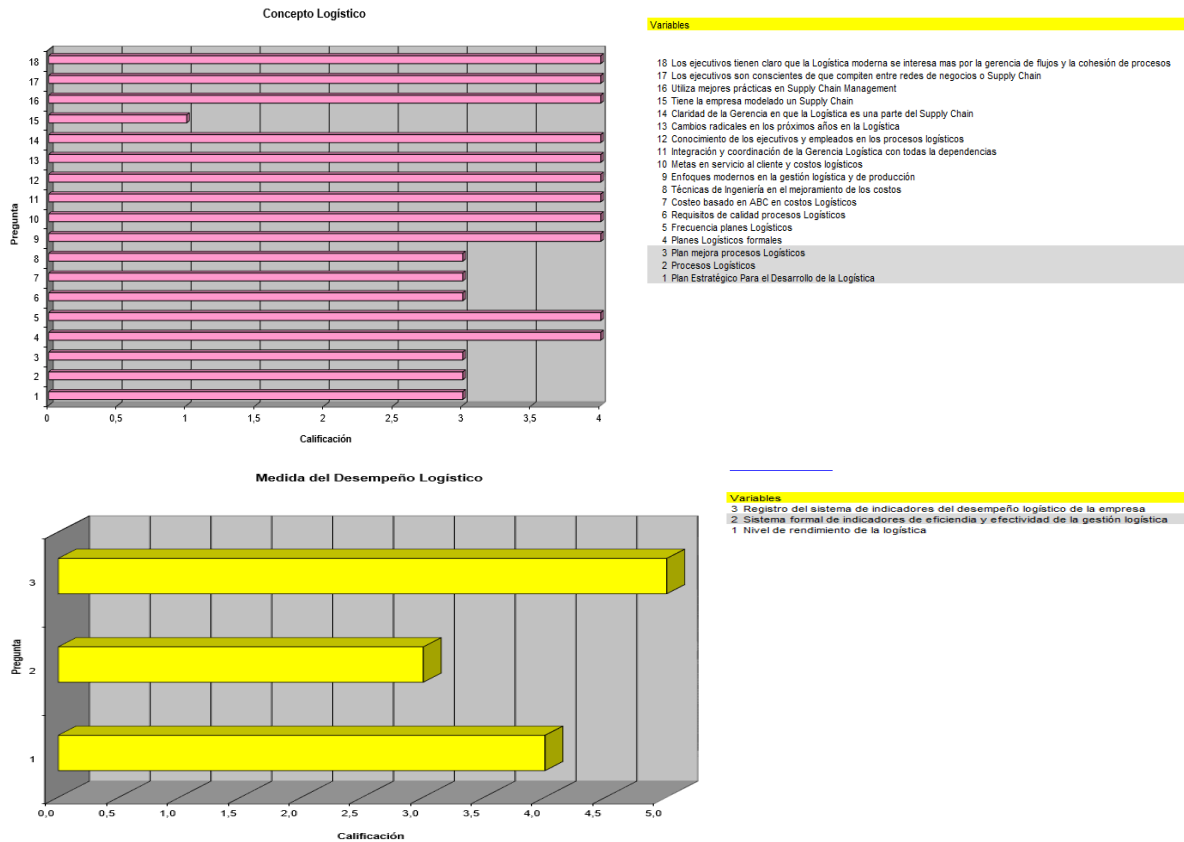 Concepto Logístico
18
17
16
15
14
13
12
11
10
9
8
7
6
5
4
3
2
1
Pregunta
0 0,5 1 1,5 2 2,5 3 3,5 4
Calificación
Variables
18 Los ejecutivos tienen claro que la Logística moderna se interesa mas por la gerencia de flujos y la cohesión de procesos
17 Los ejecutivos son conscientes de que compiten entre redes de negocios o Supply Chain
16 Utiliza mejores prácticas en Supply Chain Management
15 Tiene la empresa modelado un Supply Chain
14 Claridad de la Gerencia en que la Logística es una parte del Supply Chain
13 Cambios radicales en los próximos años en la Logística
12 Conocimiento de los ejecutivos y empleados en los procesos logísticos
11 Integración y coordinación de la Gerencia Logística con todas la dependencias
10 Metas en servicio al cliente y costos logísticos
9 Enfoques modernos en la gestión logística y de producción
8 Técnicas de Ingeniería en el mejoramiento de los costos
7 Costeo basado en ABC en costos Logísticos
6 Requisitos de calidad procesos Logísticos
5 Frecuencia planes Logísticos
4 Planes Logísticos formales
3 Plan mejora procesos Logísticos
2 Procesos Logísticos
1 Plan Estratégico Para el Desarrollo de la Logística
Medida del Desempeño Logístico
3
2
1
Pregunta
0,0 0,5 1,0 1,5 2,0 2,5 3,0 3,5 4,0 4,5 5,0
Calificación
Variables
3 Registro del sistema de indicadores del desempeño logístico de la empresa
2 Sistema formal de indicadores de eficiendia y efectividad de la gestión logística
1 Nivel de rendimiento de la logística